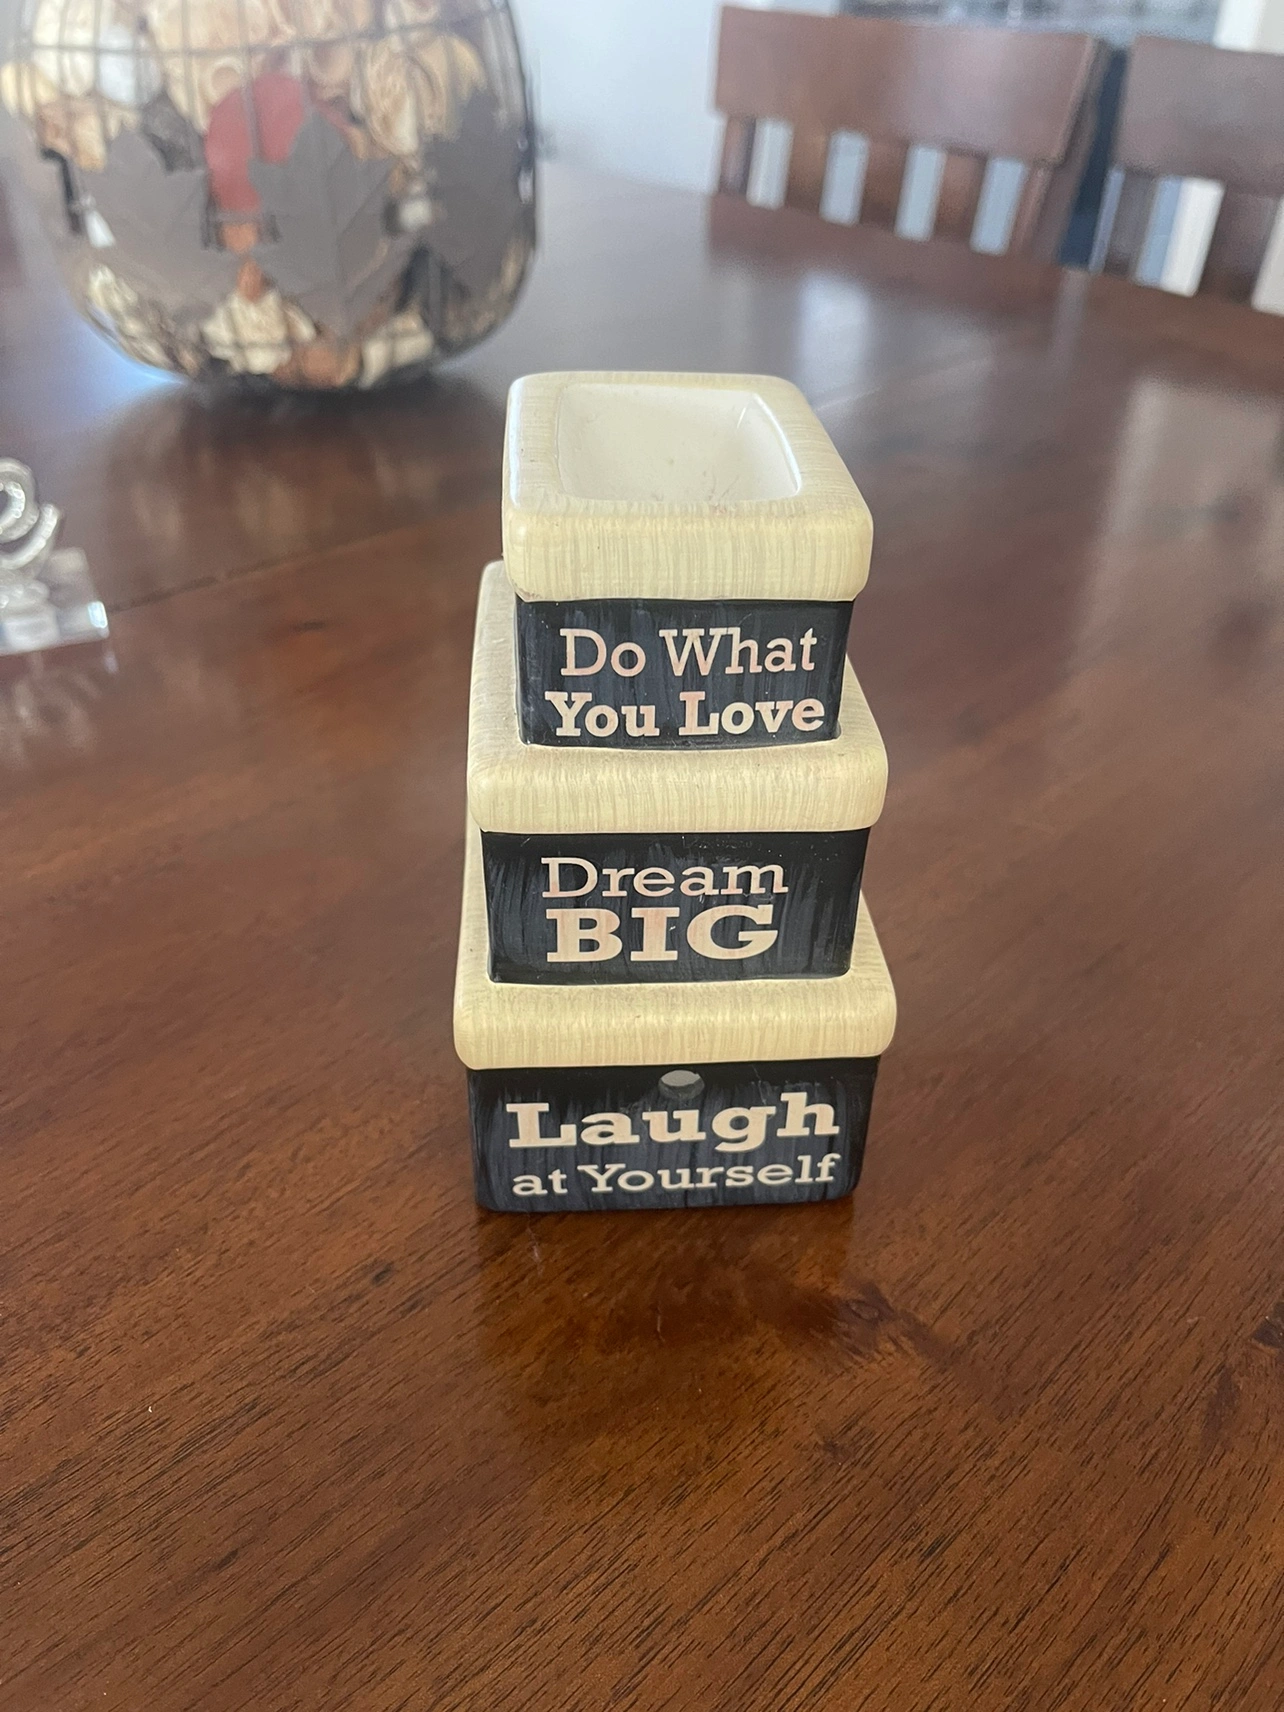 Do What
You Love
Dream
BIG
Laugh
at Yourself